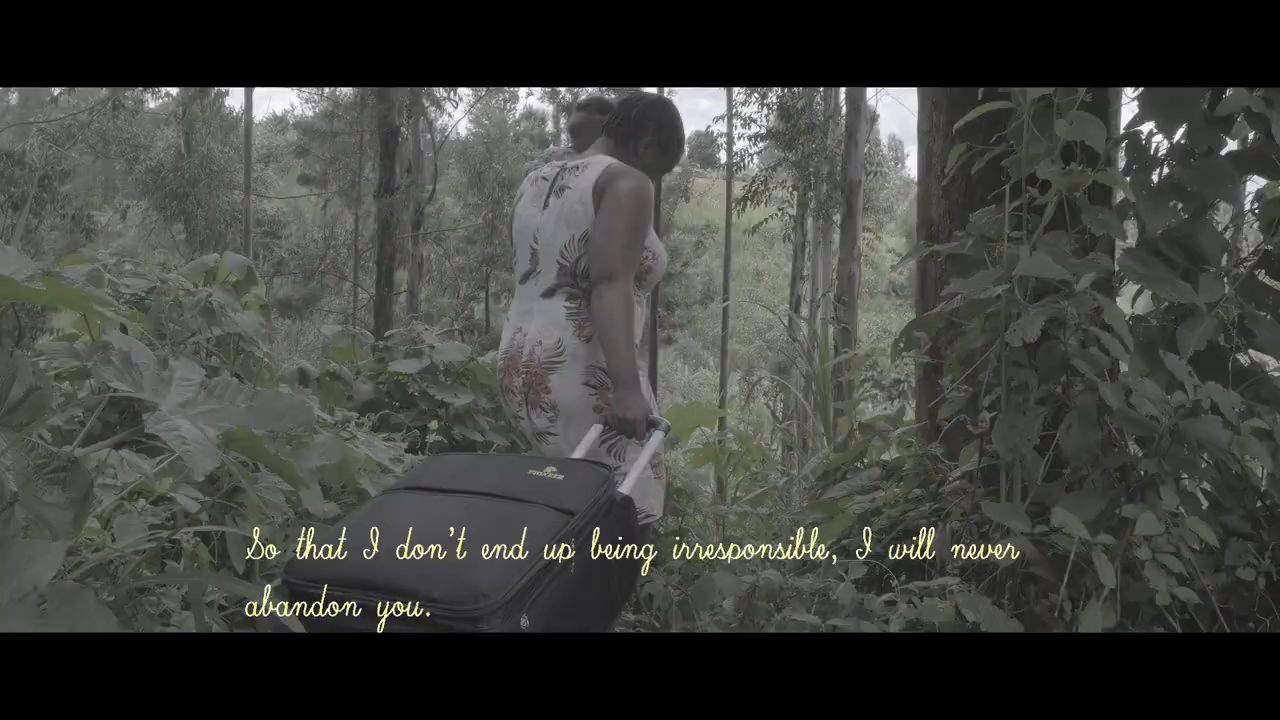 So that I don't end up being irresponsible, I will never
abandon you.